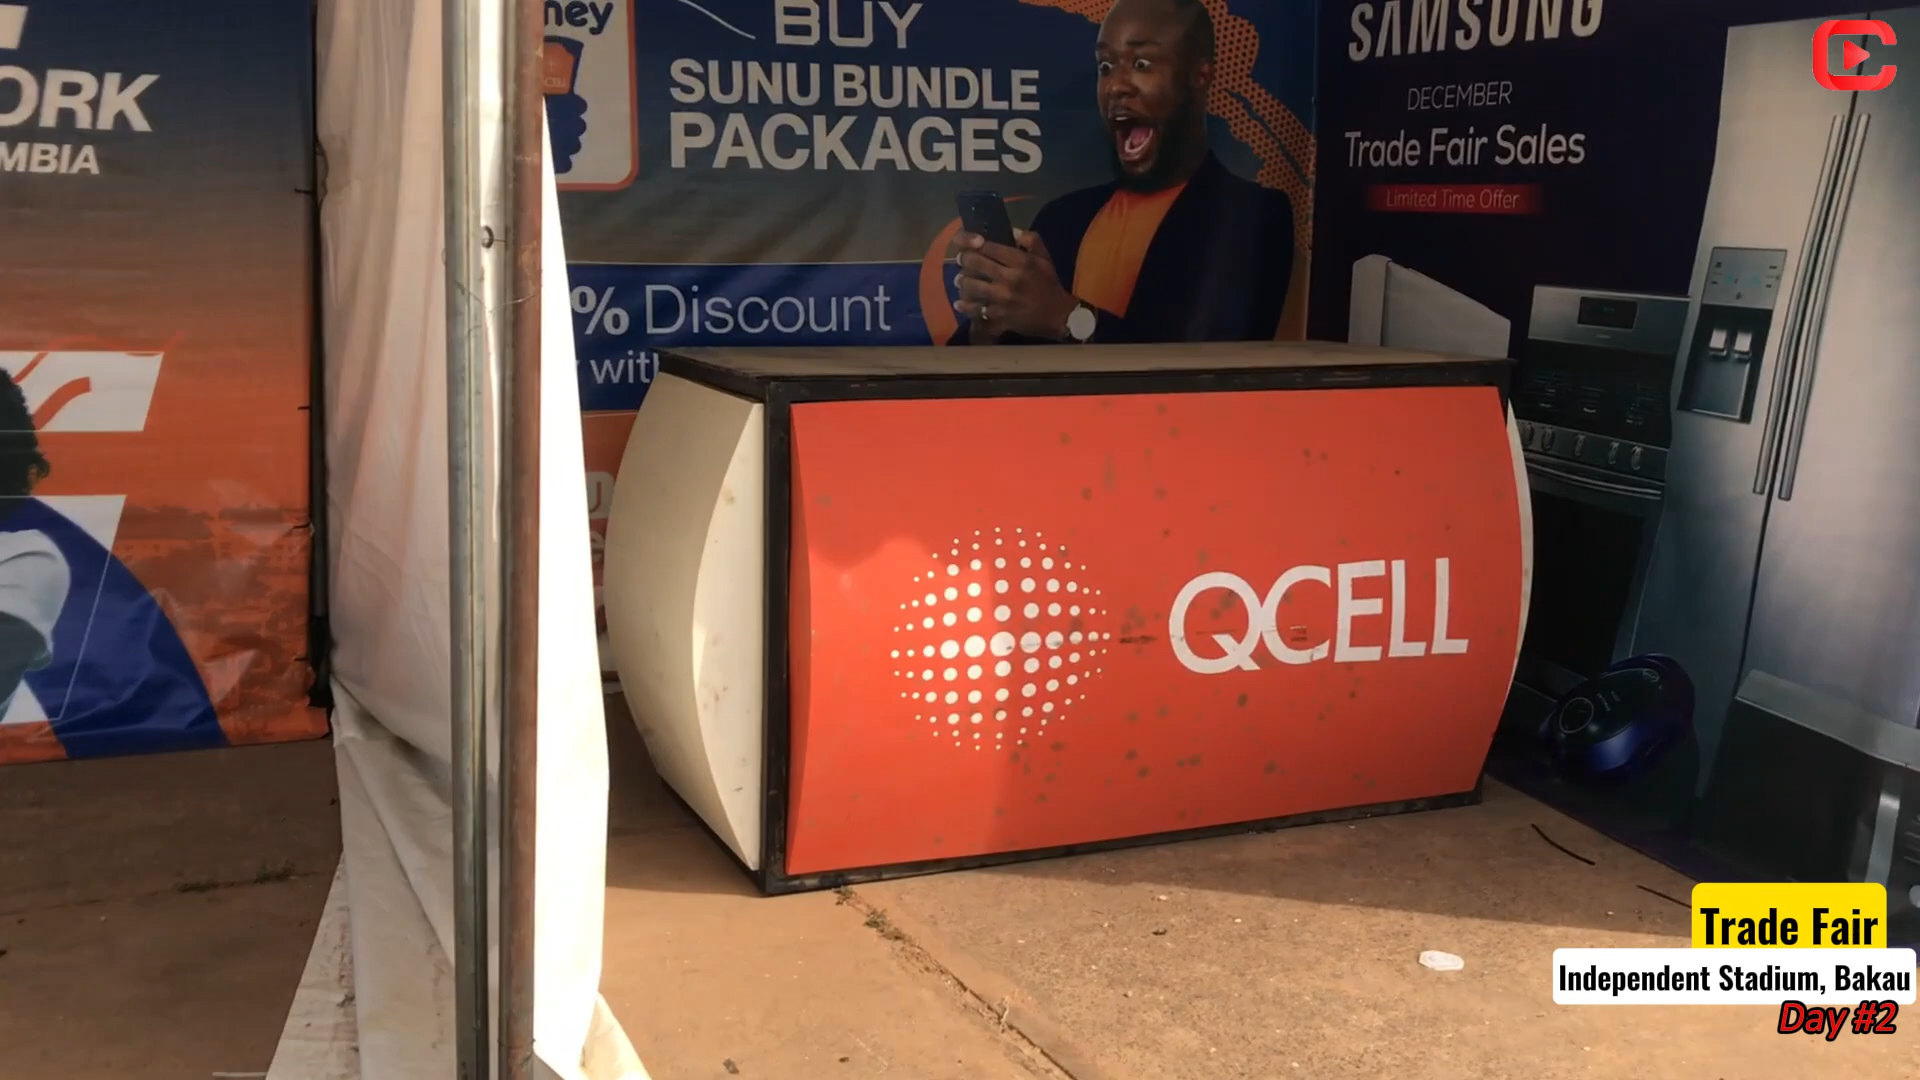 ORK
MBIA
ney
BUY
SUNU BUNDLE
PACKAGES
% Discount
with
QCELL
SAMSUNG
DECEMBER
Trade Fair Sales
Limited Time Offer
Trade Fair
Independent Stadium, Bakau
Day #2